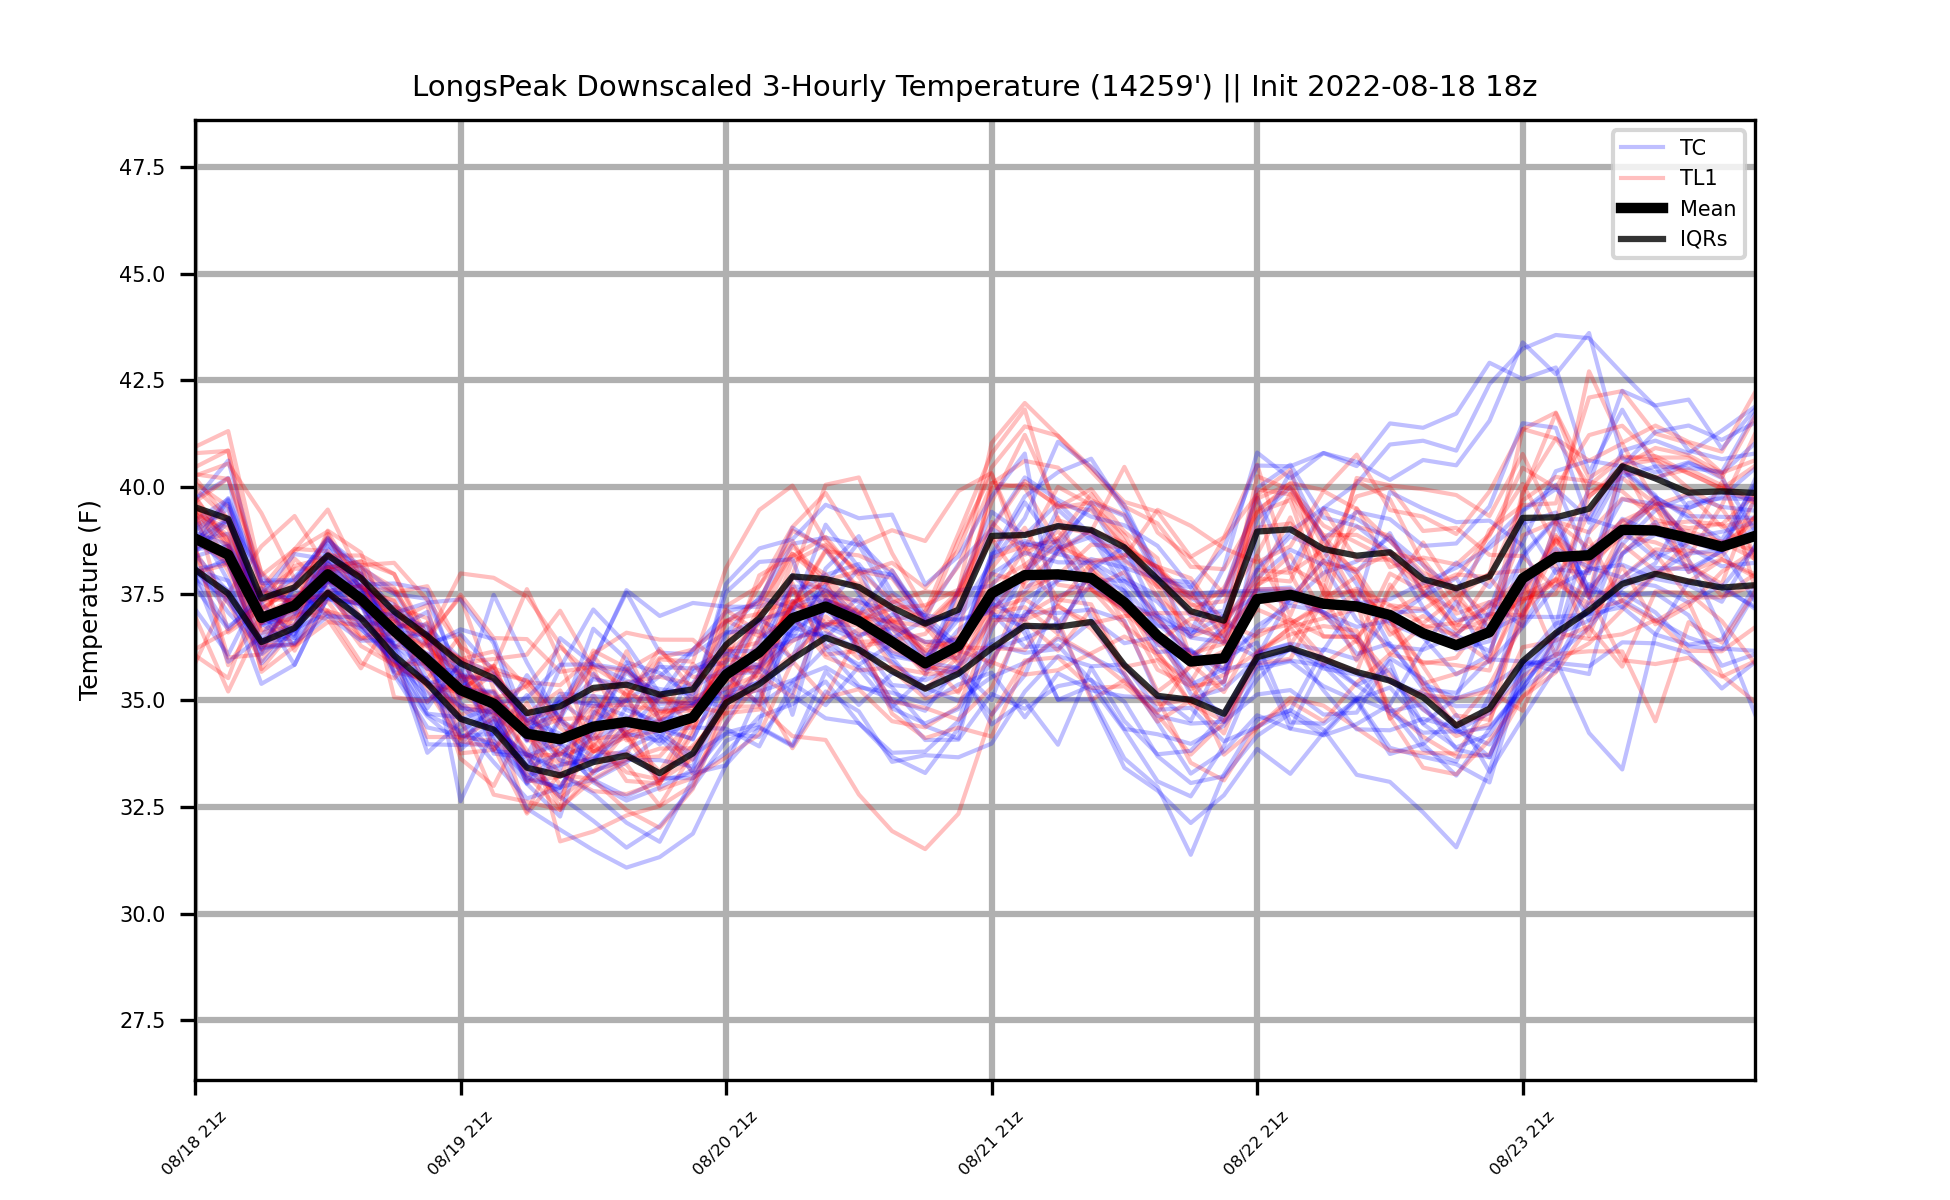 LongsPeak Downscaled 3-Hourly Temperature (14259') || Init 2022-08-18 18z
TC
TL1
Mean
IQRs
Temperature (F)
47.5
45.0
42.5
40.0
37.5
35.0
32.5
30.0
27.5
08/18 21z
08/19 21z
08/20 21z
08/21 21z
08/22 21z
08/23 21z